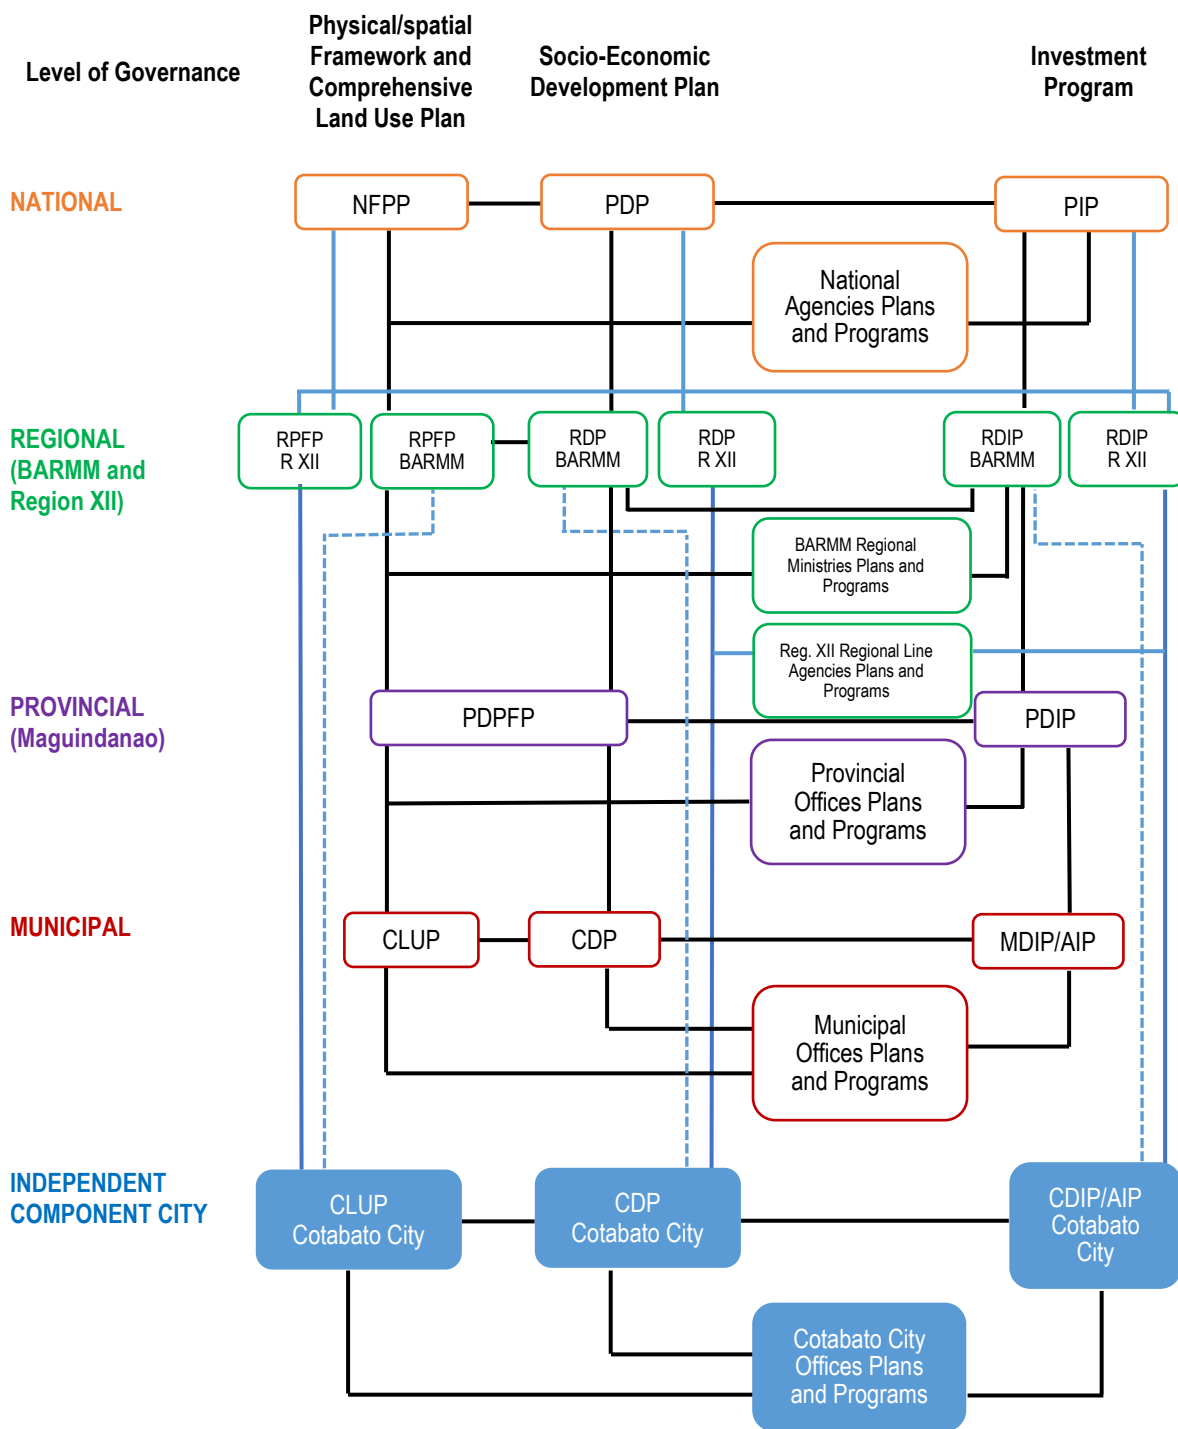 Level of Governance
Physical/spatial
Framework and
Comprehensive
Land Use Plan
Socio-Economic
Development Plan
Investment
Program
NATIONAL
NFPP
PDP
PIP
National
Agencies Plans
and Programs
REGIONAL
(BARMM and
Region XII)
RPFP
R XII
RPFP
BARMM
RDP
BARMM
RDP
R XII
RDIP
BARMM
RDIP
R XII
BARMM Regional
Ministries Plans and
Programs
Reg. XII Regional Line
Agencies Plans and
Programs
PROVINCIAL
(Maguindanao)
PDPFP
PDIP
Provincial
Offices Plans
and Programs
MUNICIPAL
CLUP
CDP
MDIP/AIP
Municipal
Offices Plans
and Programs
INDEPENDENT
COMPONENT CITY
CLUP
Cotabato City
CDP
Cotabato City
CDIP/AIP
Cotabato
City
Cotabato City
Offices Plans
and Programs